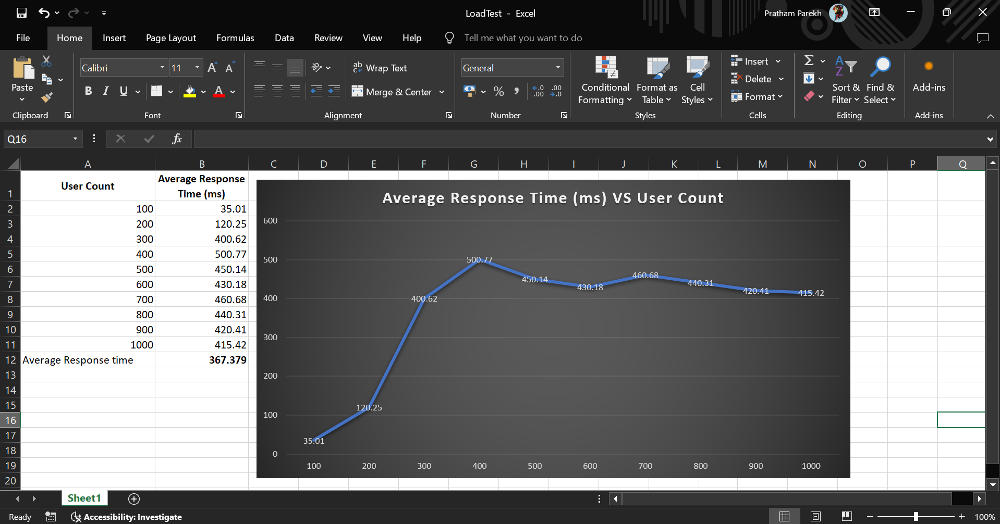 LoadTest - Excel
Pratham Parekh
File Home Insert Page Layout Formulas Data Review View Help Tell me what you want to do
Paste
Clipboard
Calibri 11 A A
B I U A
Font
ab c Wrap Text
Merge & Center
Alignment
General
% , .0 .00 .00 .0
Number
Conditional Formatting
Format as Table
Cell Styles
Styles
Insert
Delete
Format
Cells
Σ
A Z
Sort & Filter
Find & Select
Editing
Add-ins
Add-ins
Q16 fx
A B C D E F G H I J K L M N O P Q
1 User Count Average Response Time (ms)
2 100 35.01
3 200 120.25
4 300 400.62
5 400 500.77
6 500 450.14
7 600 430.18
8 700 460.68
9 800 440.31
10 900 420.41
11 1000 415.42
12 Average Response time 367.379
13
14
15
16
17
18
19
20
Average Response Time (ms) VS User Count
600
500
400
300
200
100
0
35.01 120.25 400.62 500.77 450.14 430.18 460.68 440.31 420.41 415.42
100 200 300 400 500 600 700 800 900 1000
Sheet1
Ready Accessibility: Investigate 100%